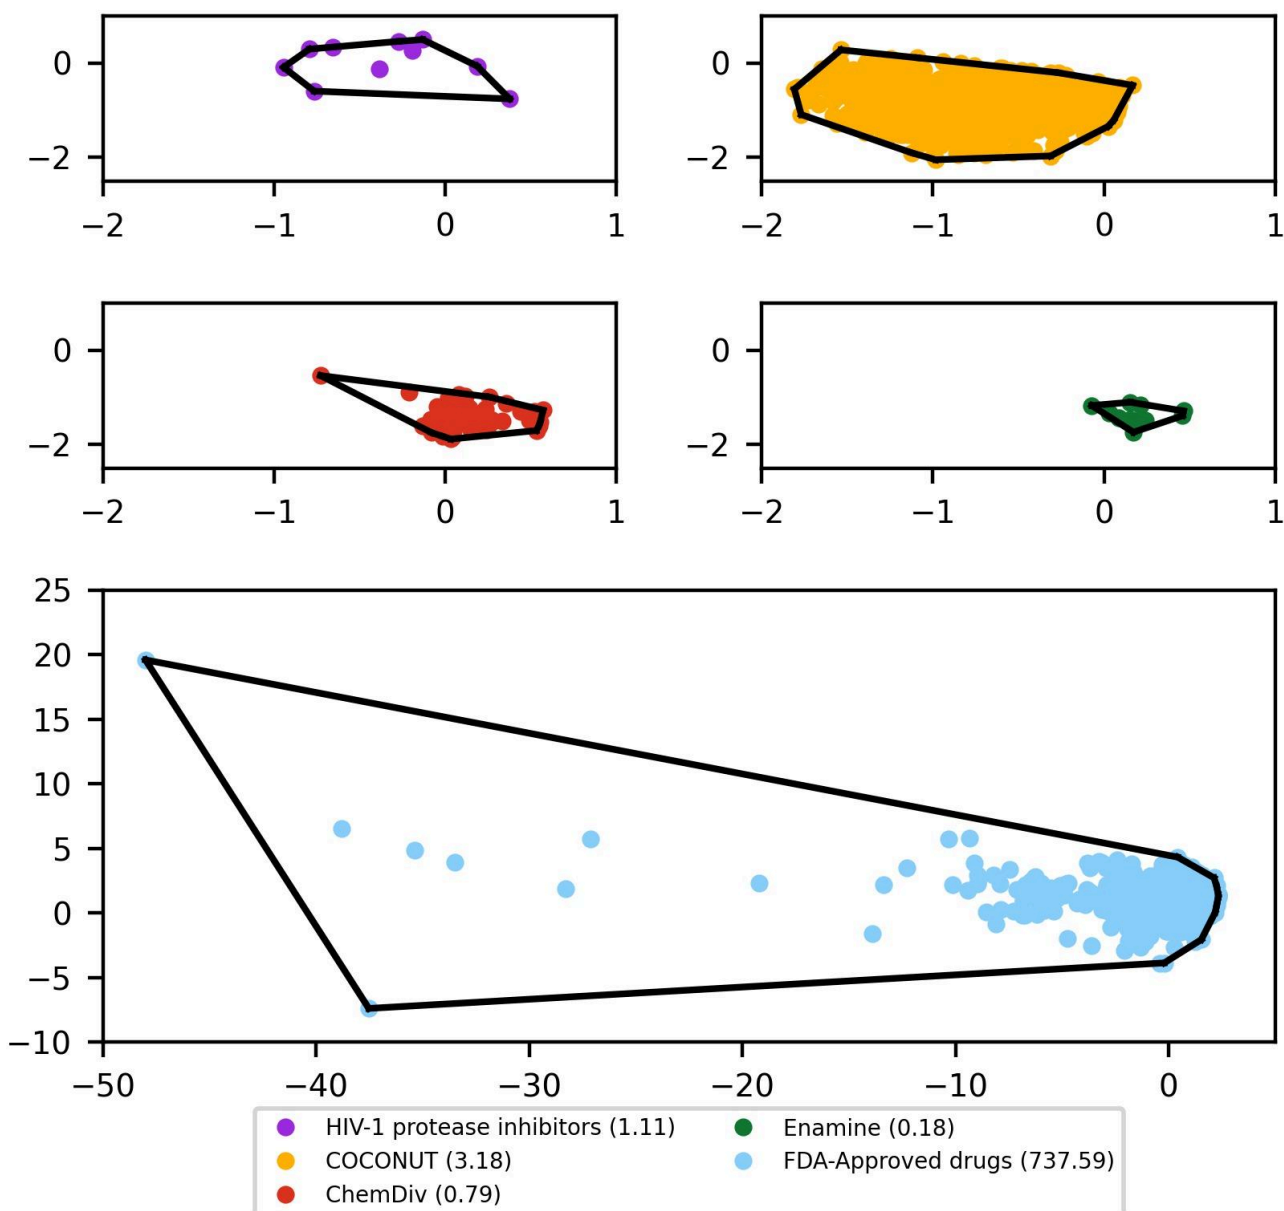 0
−2
−2 −1 0 1
0
−2
−2 −1 0 1
0
−2
−2 −1 0 1
0
−2
−2 −1 0 1
25
20
15
10
5
0
−5
−10
−50 −40 −30 −20 −10 0
HIV-1 protease inhibitors (1.11)
COCONUT (3.18)
ChemDiv (0.79)
Enamine (0.18)
FDA-Approved drugs (737.59)